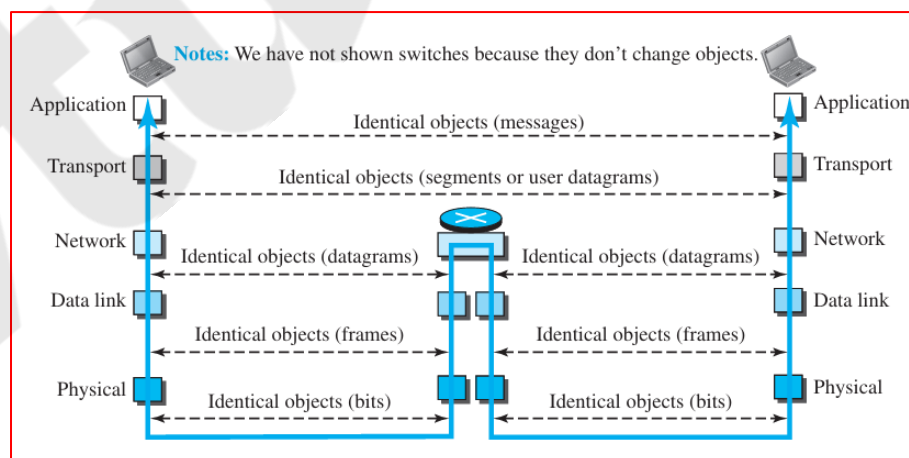 Notes: We have not shown switches because they don't change objects.
Application
Application
Identical objects (messages)
Transport
Transport
Identical objects (segments or user datagrams)
Network
Network
Identical objects (datagrams)
Identical objects (datagrams)
Data link
Data link
Identical objects (frames)
Identical objects (frames)
Physical
Physical
Identical objects (bits)
Identical objects (bits)